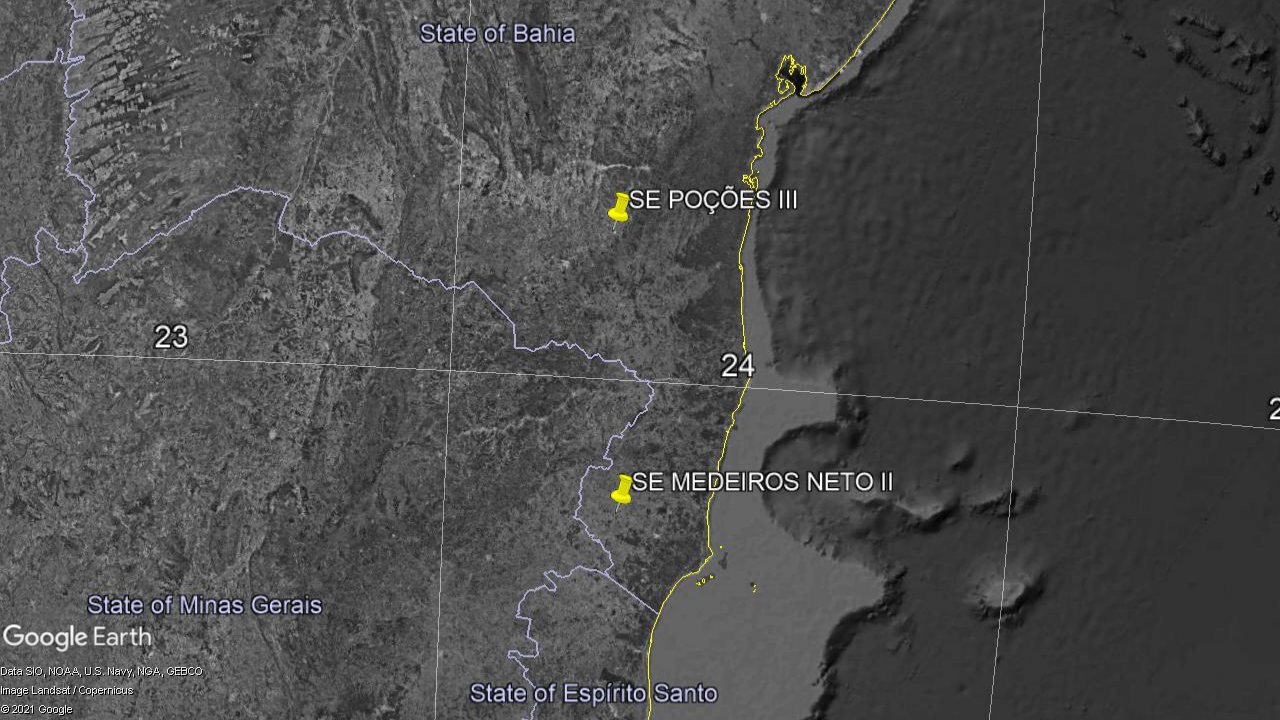 State of Bahia
SE POÇÕES III
23
24
2
SE MEDEIROS NETO II
State of Minas Gerais
Google Earth
Data SIO, NOAA, U.S. Navy, NGA, GEBCO
Image Landsat / Copernicus
State of Espírito Santo
© 2021 Google